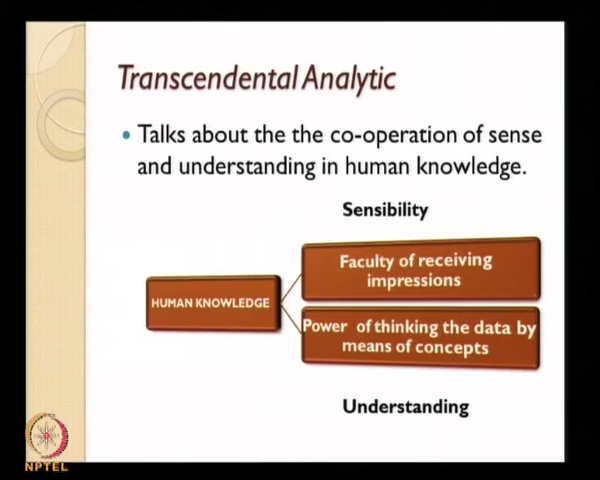 Transcendental Analytic
• Talks about the the co-operation of sense
and understanding in human knowledge.
Sensibility
Faculty of receiving
impressions
HUMAN KNOWLEDGE
Power of thinking the data by
means of concepts
Understanding
NPTEL